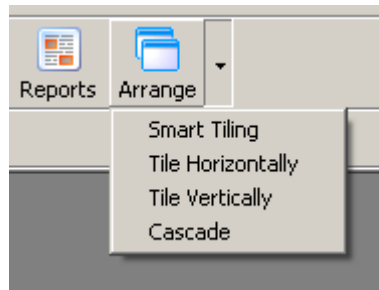 Reports Arrange
Smart Tiling
Tile Horizontally
Tile Vertically
Cascade